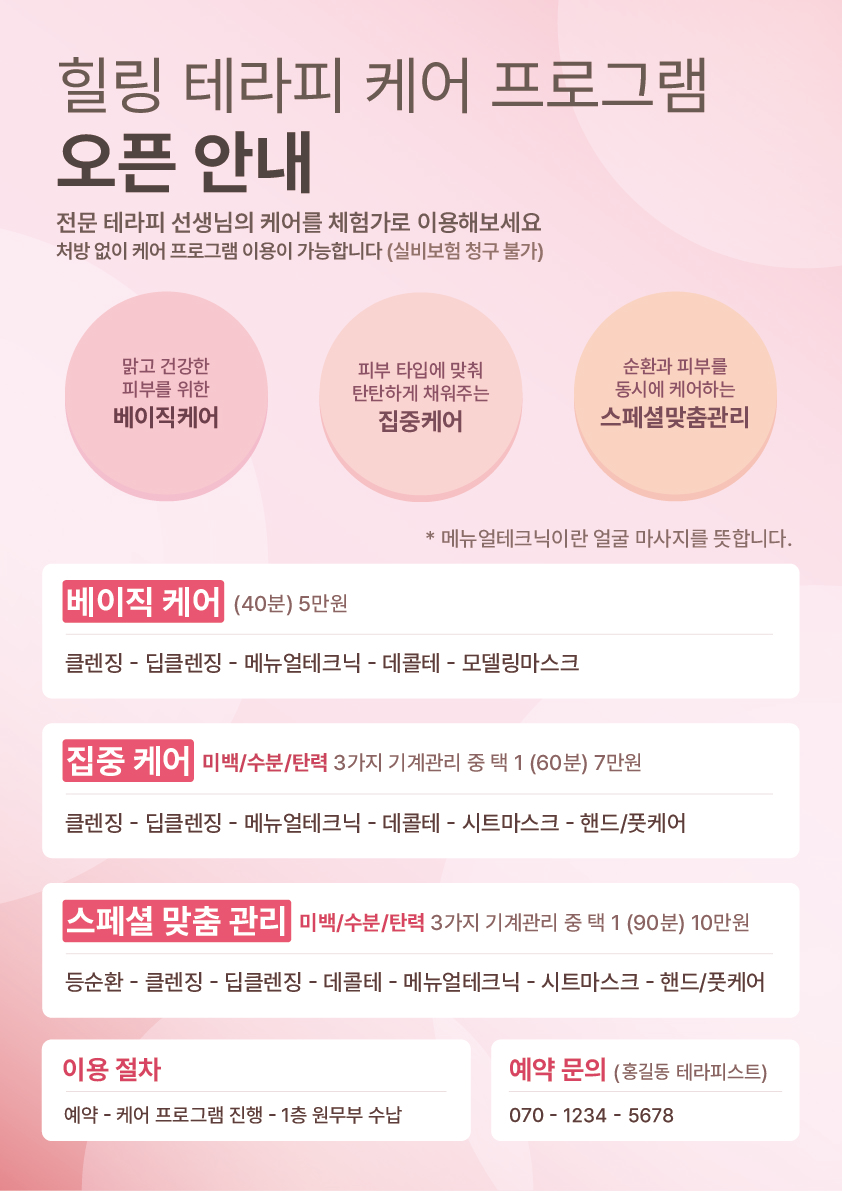 힐링 테라피 케어 프로그램
오픈 안내
전문 테라피 선생님의 케어를 체험가로 이용해보세요
처방 없이 케어 프로그램 이용이 가능합니다 (실비보험 청구 불가)
맑고 건강한
피부를 위한
베이직케어
피부 타입에 맞춰
탄탄하게 채워주는
집중케어
순환과 피부를
동시에 케어하는
스페셜맞춤관리
* 메뉴얼테크닉이란 얼굴 마사지를 뜻합니다.
베이직 케어 (40분) 5만원
클렌징 - 딥클렌징 - 메뉴얼테크닉 - 데콜테 - 모델링마스크
집중 케어 미백/수분/탄력 3가지 기계관리 중 택 1 (60분) 7만원
클렌징 - 딥클렌징 - 메뉴얼테크닉 - 데콜테 - 시트마스크 - 핸드/풋케어
스페셜 맞춤 관리 미백/수분/탄력 3가지 기계관리 중 택 1 (90분) 10만원
등순환 - 클렌징 - 딥클렌징 - 데콜테 - 메뉴얼테크닉 - 시트마스크 - 핸드/풋케어
이용 절차
예약 - 케어 프로그램 진행 - 1층 원무부 수납
예약 문의 (홍길동 테라피스트)
070 - 1234 - 5678